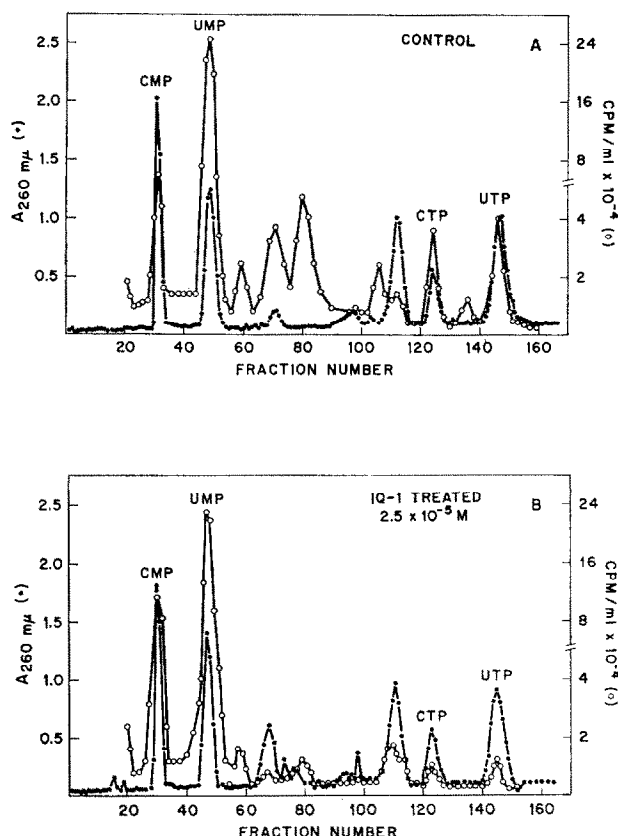 CONTROL
A
UMP
CMP
CTP
UTP
2.5
2.0
1.5
1.0
0.5
A260 mμ (•)
24
16
8
4
2
CPM/ml x 10⁻⁴ (o)
20 40 60 80 100 120 140 160
FRACTION NUMBER
IQ-1 TREATED
2.5 x 10⁻⁵ M
B
UMP
CMP
CTP
UTP
2.5
2.0
1.5
1.0
0.5
A260 mμ (•)
24
16
8
4
2
CPM/ml x 10⁻⁴ (o)
20 40 60 80 100 120 140 160
FRACTION NUMBER